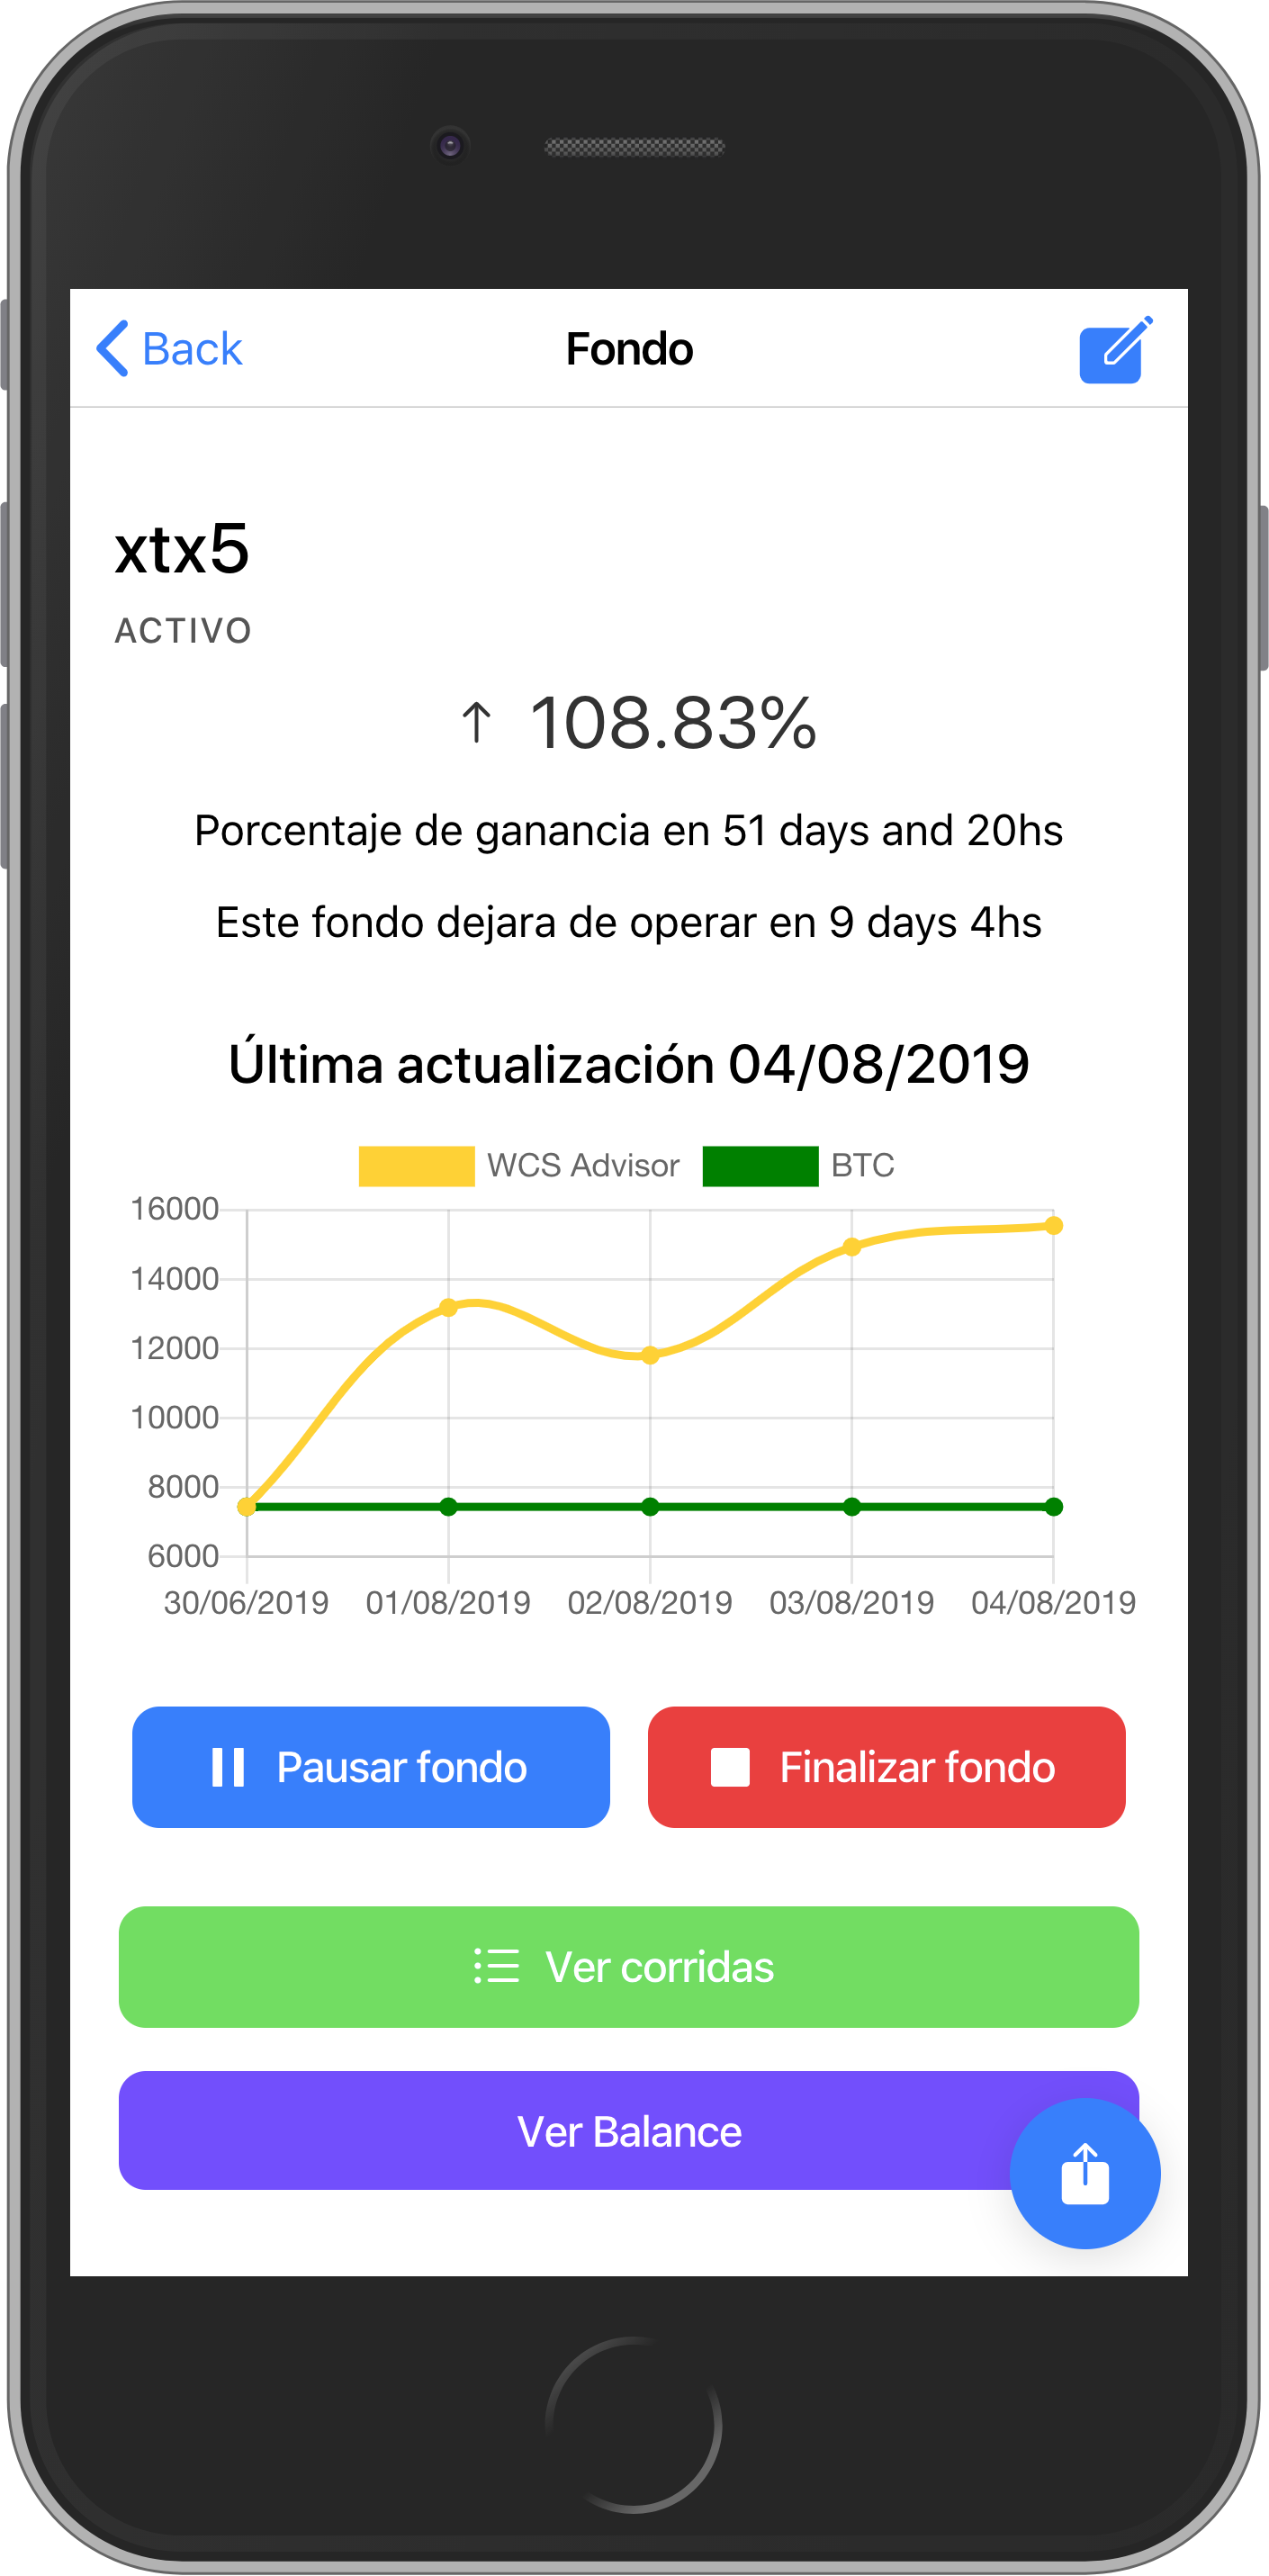 Back
Fondo
xtx5
ACTIVO
↑ 108.83%
Porcentaje de ganancia en 51 days and 20hs
Este fondo dejara de operar en 9 days 4hs
Última actualización 04/08/2019
WCS Advisor BTC
16000
14000
12000
10000
8000
6000
30/06/2019 01/08/2019 02/08/2019 03/08/2019 04/08/2019
Pausar fondo
Finalizar fondo
Ver corridas
Ver Balance